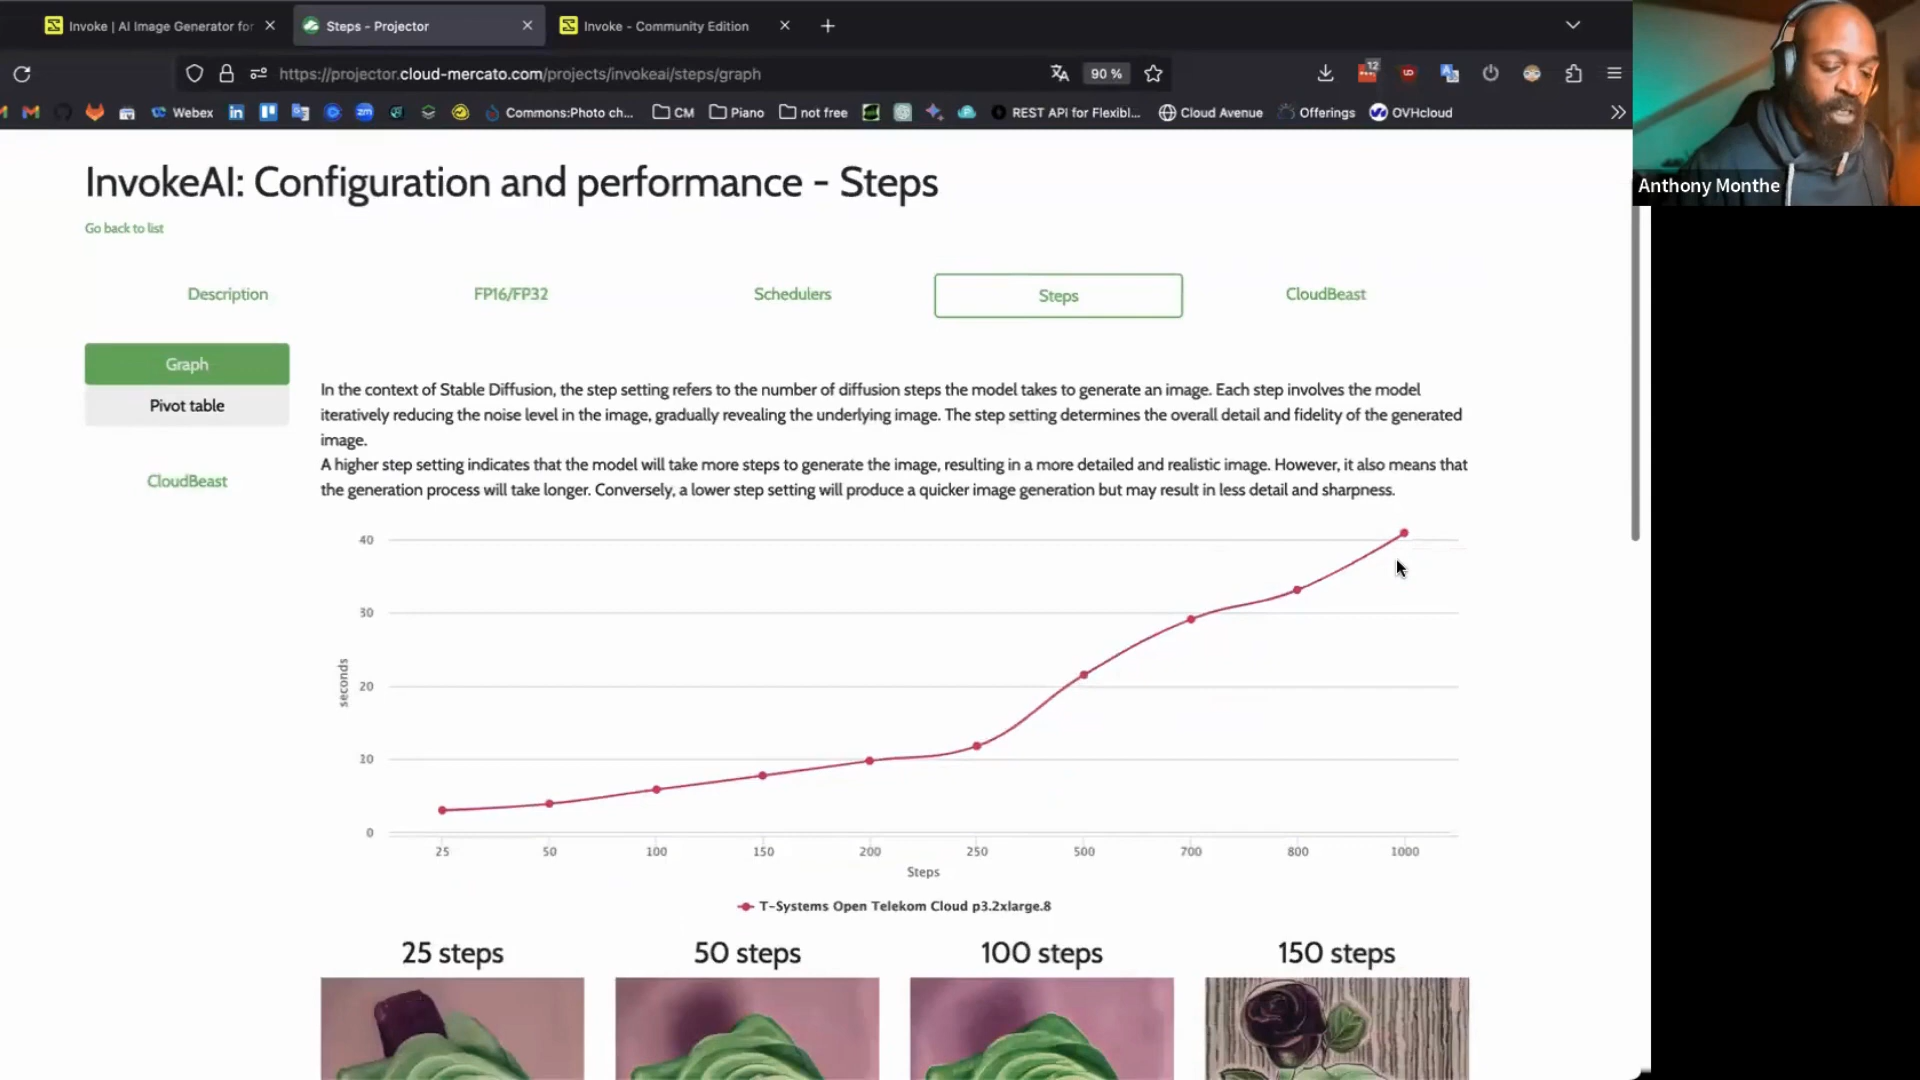 Invoke | AI Image Generator for
Steps - Projector
Invoke - Community Edition
https://projector.cloud-mercato.com/projects/invokeai/steps/graph
90 %
12
Webex
Commons:Photo ch...
CM
Piano
not free
REST API for Flexibl...
Cloud Avenue
Offerings
OVHcloud
Anthony Monthe
InvokeAI: Configuration and performance - Steps
Go back to list
Description
FP16/FP32
Schedulers
Steps
CloudBeast
Graph
Pivot table
CloudBeast
In the context of Stable Diffusion, the step setting refers to the number of diffusion steps the model takes to generate an image. Each step involves the model
iteratively reducing the noise level in the image, gradually revealing the underlying image. The step setting determines the overall detail and fidelity of the generated
image.
A higher step setting indicates that the model will take more steps to generate the image, resulting in a more detailed and realistic image. However, it also means that
the generation process will take longer. Conversely, a lower step setting will produce a quicker image generation but may result in less detail and sharpness.
40
30
20
10
0
seconds
25
50
100
150
200
250
500
700
800
1000
Steps
T-Systems Open Telekom Cloud p3.2xlarge.8
25 steps
50 steps
100 steps
150 steps